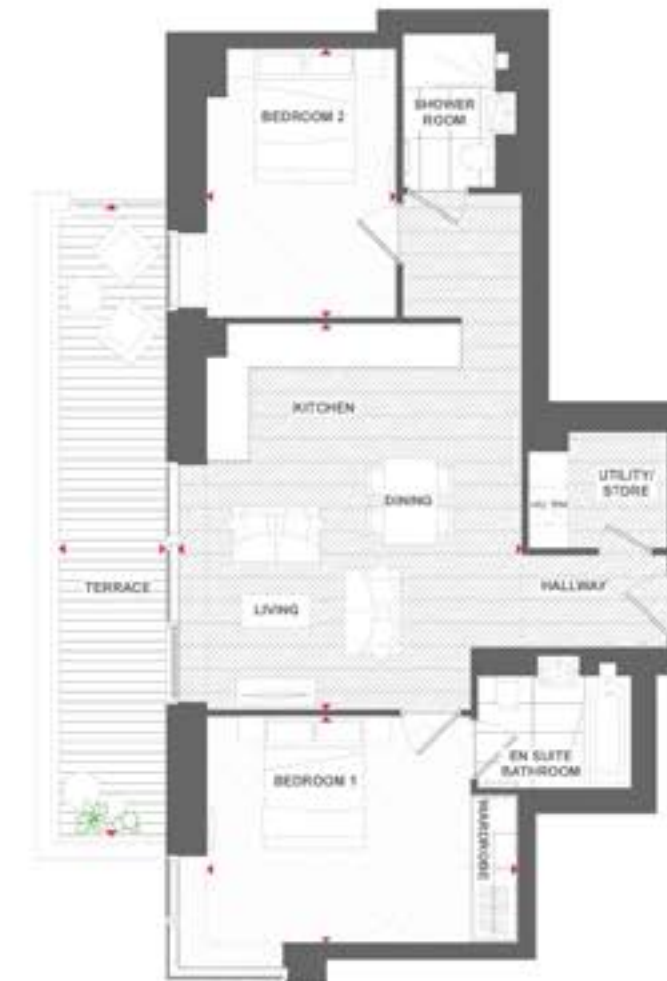 BEDROOM 2
SHOWER
ROOM
KITCHEN
UTILITY/
STORE
DINING
TERRACE
HALLWAY
LIVING
EN SUITE
BATHROOM
BEDROOM 1
WARDROBE